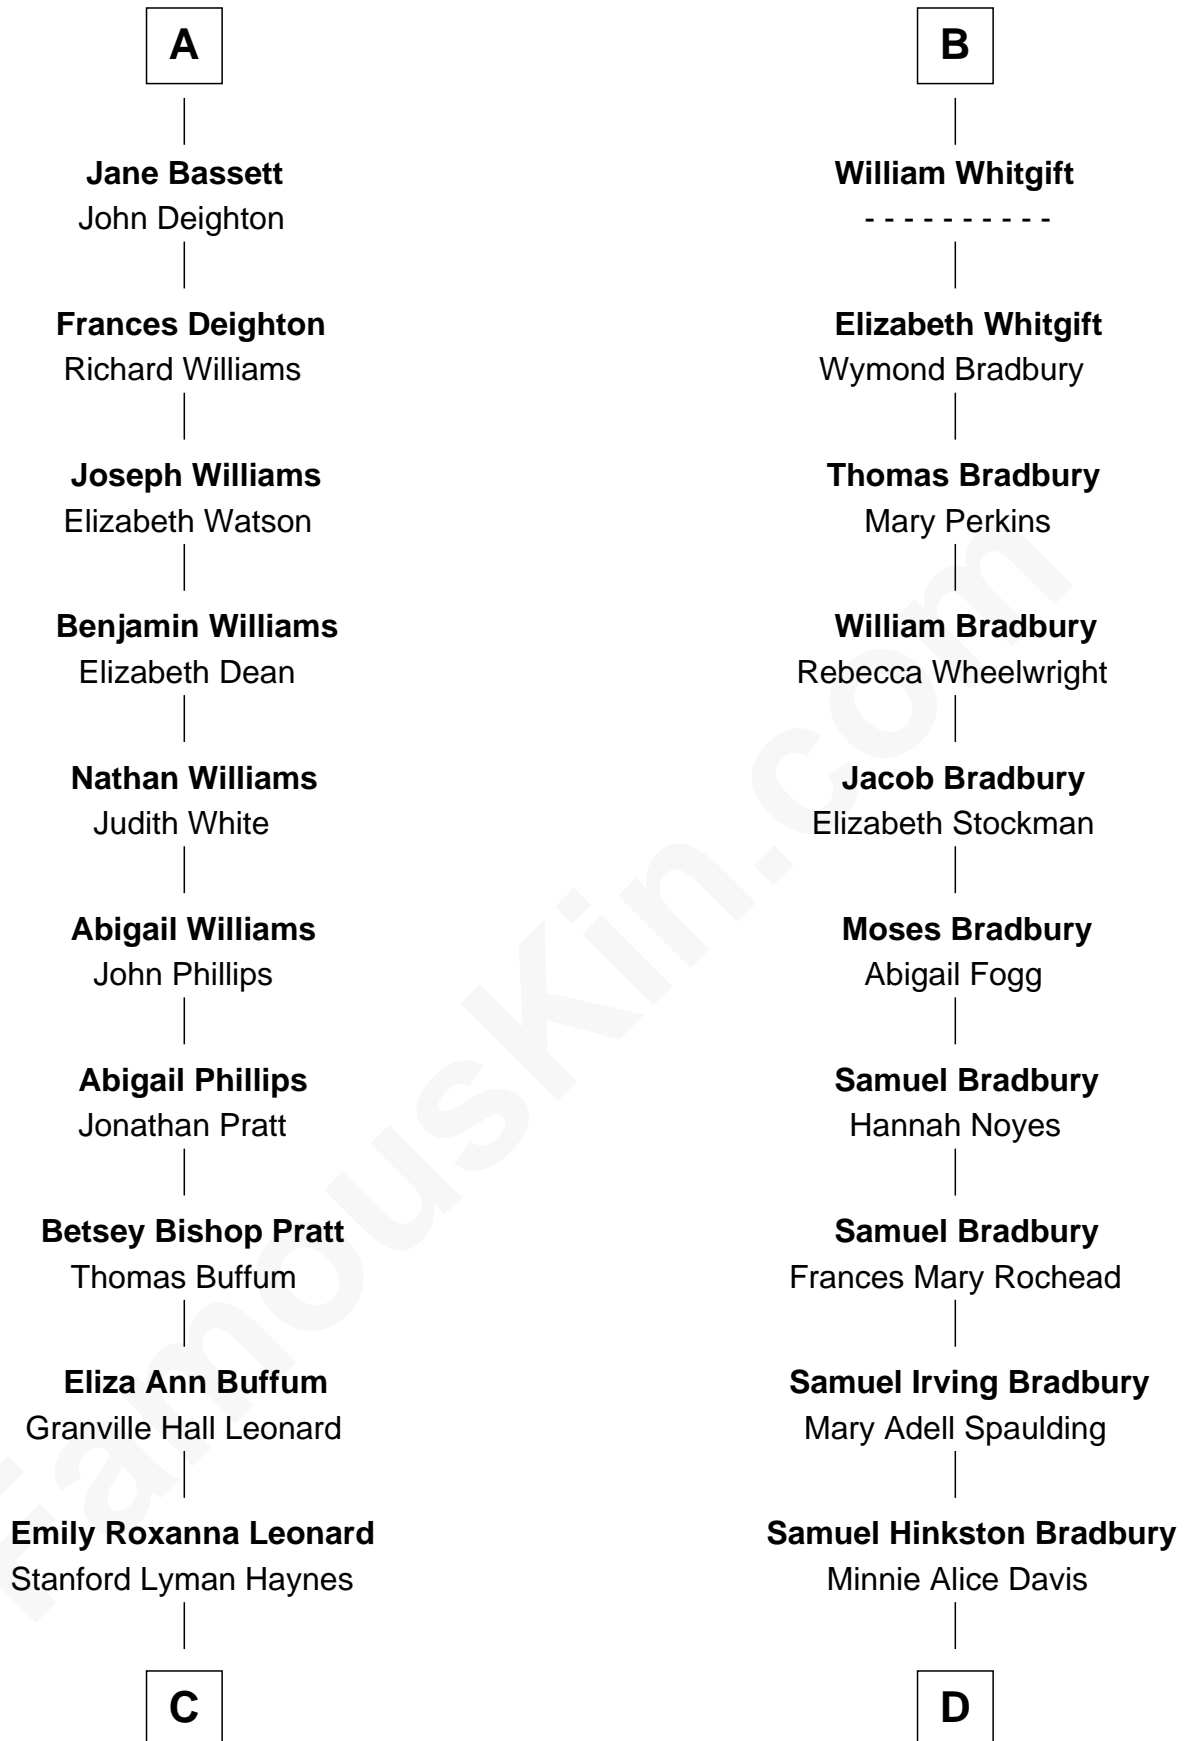 A
Jane Bassett
John Deighton
Frances Deighton
Richard Williams
Joseph Williams
Elizabeth Watson
Benjamin Williams
Elizabeth Dean
Nathan Williams
Judith White
Abigail Williams
John Phillips
Abigail Phillips
Jonathan Pratt
Betsey Bishop Pratt
Thomas Buffum
Eliza Ann Buffum
Granville Hall Leonard
Emily Roxanna Leonard
Stanford Lyman Haynes
C
B
William Whitgift
- - - - - - - - - -
Elizabeth Whitgift
Wymond Bradbury
Thomas Bradbury
Mary Perkins
William Bradbury
Rebecca Wheelwright
Jacob Bradbury
Elizabeth Stockman
Moses Bradbury
Abigail Fogg
Samuel Bradbury
Hannah Noyes
Samuel Bradbury
Frances Mary Rochead
Samuel Irving Bradbury
Mary Adell Spaulding
Samuel Hinkston Bradbury
Minnie Alice Davis
D
FamousKin.com